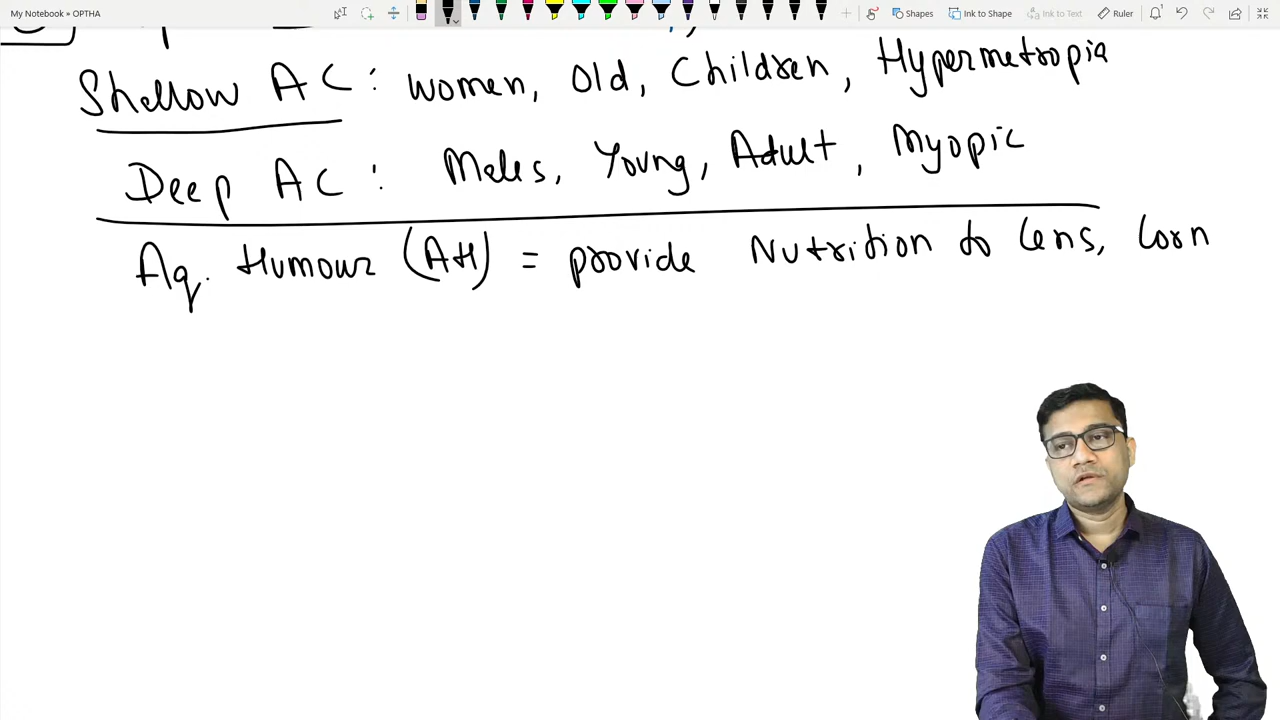 My Notebook » OPTHA
Shapes Ink to Shape Ink to Text Ruler
Shallow AC : Women, Old, Children, Hypermetropia
Deep AC : Males, Young, Adult, Myopic
Aq. Humour (AH) = provide Nutrition to lens, Corn